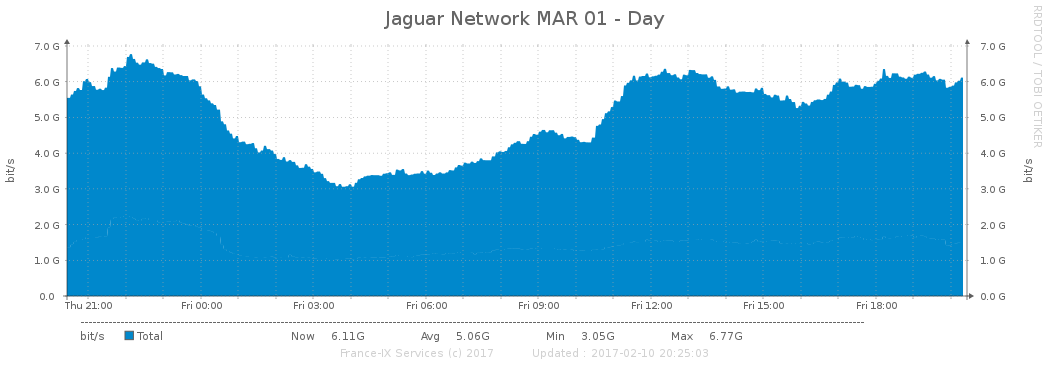 Jaguar Network MAR 01 - Day
RRDTOOL / TOBI OETIKER
7.0 G 7.0 G
6.0 G 6.0 G
5.0 G 5.0 G
4.0 G 4.0 G
bit/s bit/s
3.0 G 3.0 G
2.0 G 2.0 G
1.0 G 1.0 G
0.0 0.0 G
Thu 21:00 Fri 00:00 Fri 03:00 Fri 06:00 Fri 09:00 Fri 12:00 Fri 15:00 Fri 18:00
bit/s Total Now 6.11G Avg 5.06G Min 3.05G Max 6.77G
France-IX Services (c) 2017 Updated : 2017-02-10 20:25:03